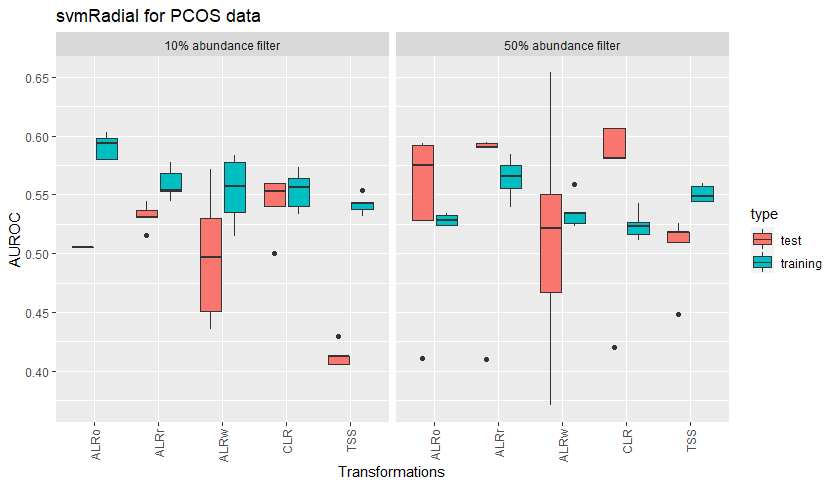 svmRadial for PCOS data
10% abundance filter
50% abundance filter
0.65
0.60
0.55
0.50
0.45
0.40
AUROC
ALRo
ALRr
ALRw
CLR
TSS
ALRo
ALRr
ALRw
CLR
TSS
Transformations
type
test
training